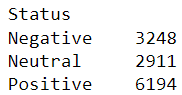 Status
Negative    3248
Neutral     2911
Positive    6194